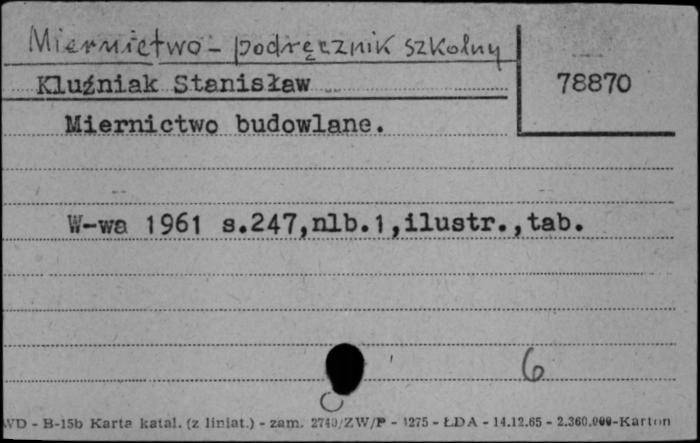 Miernictwo - podręcznik szkolny
Kluźniak Stanisław
78870
Miernictwo budowlane.
W-wa 1961 s.247,nlb.1,ilustr.,tab.
6
WD - B-15b Karta katal. (z liniat.) - zam. 2740/ZW/P - 1275 - ŁDA - 14.12.65 - 2.360.000-Karton